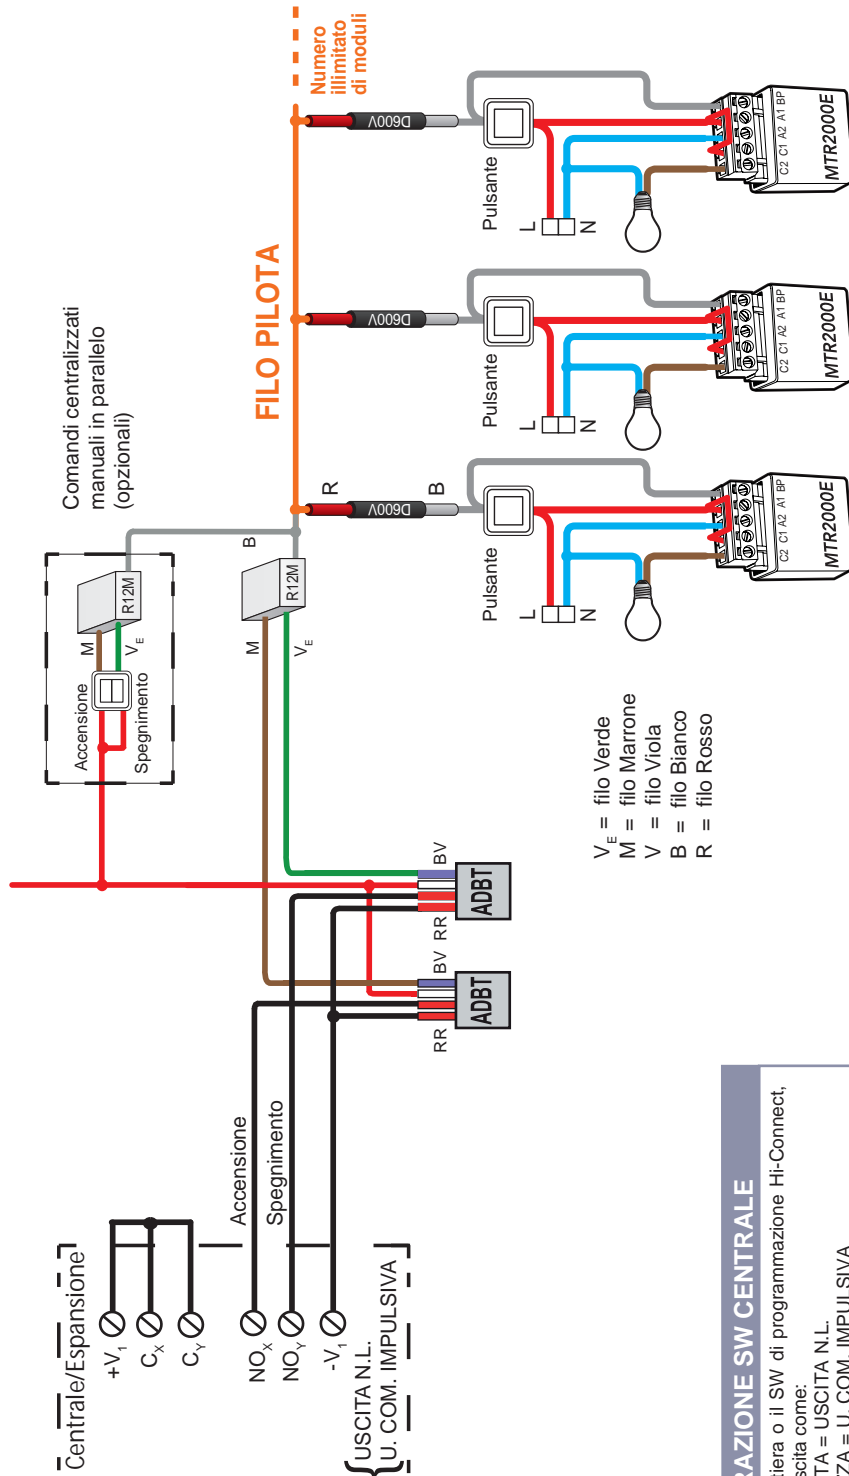 Centrale/Espansione
+V1
CX
CY
NOX
NOY
-V1
USCITA N.L.
U. COM. IMPULSIVA
Accensione
Spegnimento
RR
BV
ADBT
RR
BV
ADBT
Accensione
Spegnimento
M
VE
R12M
Comandi centralizzati
manuali in parallelo
(opzionali)
M
VE
R12M
B
FILO PILOTA
Numero
illimitato
di moduli
R
D600V
B
D600V
D600V
Pulsante
L
N
C2 C1 A2 A1 BP
MTR2000E
Pulsante
L
N
C2 C1 A2 A1 BP
MTR2000E
Pulsante
L
N
C2 C1 A2 A1 BP
MTR2000E
VE = filo Verde
M = filo Marrone
V = filo Viola
B = filo Bianco
R = filo Rosso
AZIONE SW CENTRALE
o il SW di programmazione Hi-Connect,
come:
= USCITA N.L.
= U. COM. IMPULSIVA